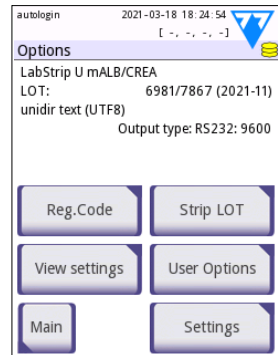 autologin 2021-03-18 18:24:54
[ -, -, -, -]
Options
LabStrip U mALB/CREA
LOT: 6981/7867 (2021-11)
unidir text (UTF8)
Output type: RS232: 9600
Reg.Code Strip LOT
View settings User Options
Main Settings